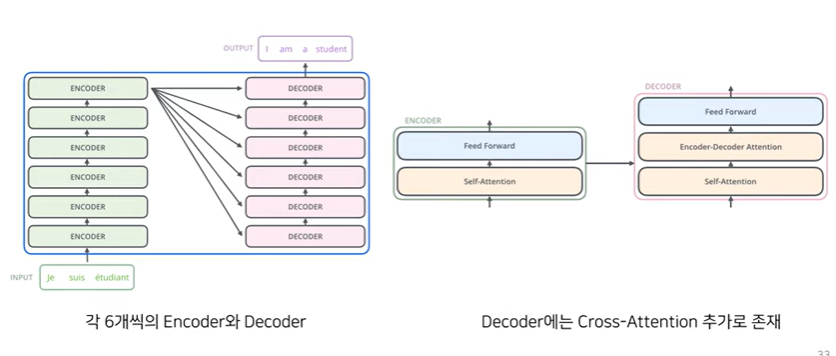 OUTPUT
I am a student
ENCODER
ENCODER
ENCODER
ENCODER
ENCODER
ENCODER
DECODER
DECODER
DECODER
DECODER
DECODER
DECODER
INPUT
Je suis étudiant
ENCODER
Feed Forward
Self-Attention
DECODER
Feed Forward
Encoder-Decoder Attention
Self-Attention
각 6개씩의 Encoder와 Decoder
Decoder에는 Cross-Attention 추가로 존재